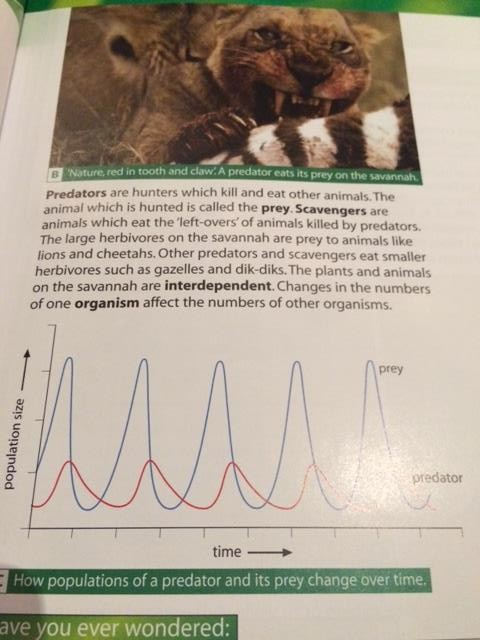 B 'Nature, red in tooth and claw'. A predator eats its prey on the savannah.
Predators are hunters which kill and eat other animals. The
animal which is hunted is called the prey. Scavengers are
animals which eat the 'left-overs' of animals killed by predators.
The large herbivores on the savannah are prey to animals like
lions and cheetahs. Other predators and scavengers eat smaller
herbivores such as gazelles and dik-diks. The plants and animals
on the savannah are interdependent. Changes in the numbers
of one organism affect the numbers of other organisms.
population size
prey
predator
time
How populations of a predator and its prey change over time.
ave you ever wondered: